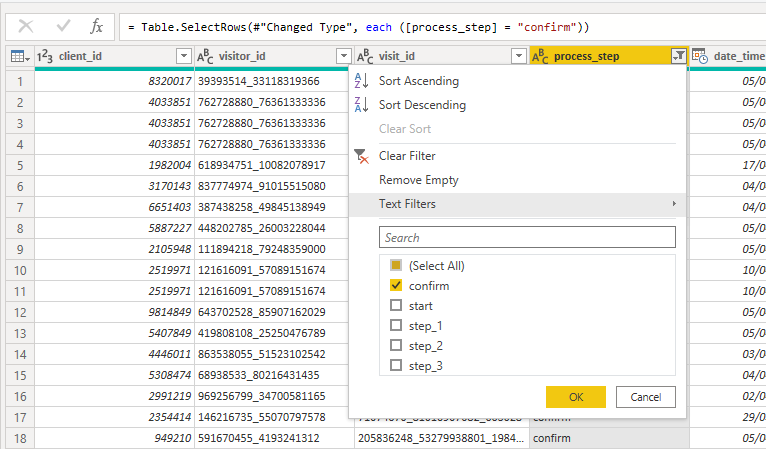 = Table.SelectRows(#"Changed Type", each ([process_step] = "confirm"))
1²3 client_id ABC visitor_id ABC visit_id ABC process_step date_time
1 8320017 39393514_33118319366 05/0
2 4033851 762728880_76361333336 05/0
3 4033851 762728880_76361333336 05/0
4 4033851 762728880_76361333336 05/0
5 1982004 618934751_10082078917 17/0
6 3170143 837774974_91015515080 04/0
7 6651403 387438258_49845138949 04/0
8 5887227 448202785_26003228044 05/0
9 2105948 111894218_79248359000 05/0
10 2519971 121616091_57089151674 10/0
11 2519971 121616091_57089151674 10/0
12 9814849 643702528_85907162029 05/0
13 5407849 419808108_25250476789 05/0
14 4446011 863538055_51523102542 03/0
15 5308474 68938533_80216431435 04/0
16 2991219 969256799_34700581165 02/0
17 2354414 146216735_55070797578 confirm 29/0
18 949210 591670455_4193241312 205836248_53279938801_1984... confirm 05/0
Sort Ascending
Sort Descending
Clear Sort
Clear Filter
Remove Empty
Text Filters
Search
(Select All)
confirm
start
step_1
step_2
step_3
OK Cancel